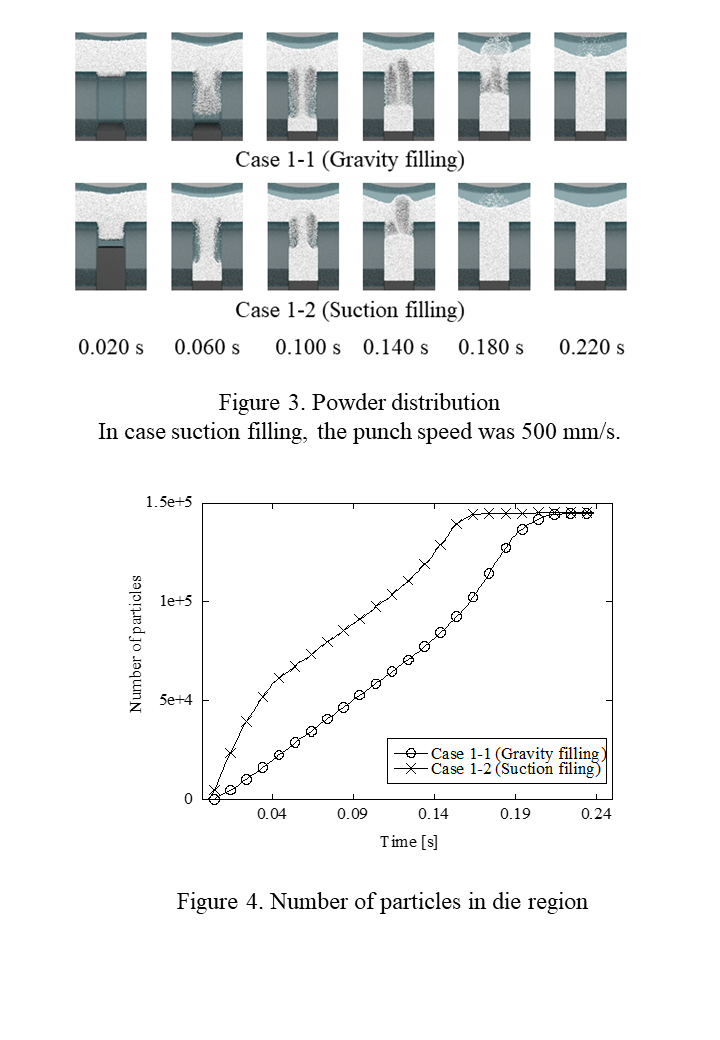 Case 1-1 (Gravity filling)
Case 1-2 (Suction filling)
0.020 s 0.060 s 0.100 s 0.140 s 0.180 s 0.220 s
Figure 3. Powder distribution
In case suction filling, the punch speed was 500 mm/s.
1.5e+5
1e+5
5e+4
0
Number of particles
Case 1-1 (Gravity filling)
Case 1-2 (Suction filing)
0.04 0.09 0.14 0.19 0.24
Time [s]
Figure 4. Number of particles in die region